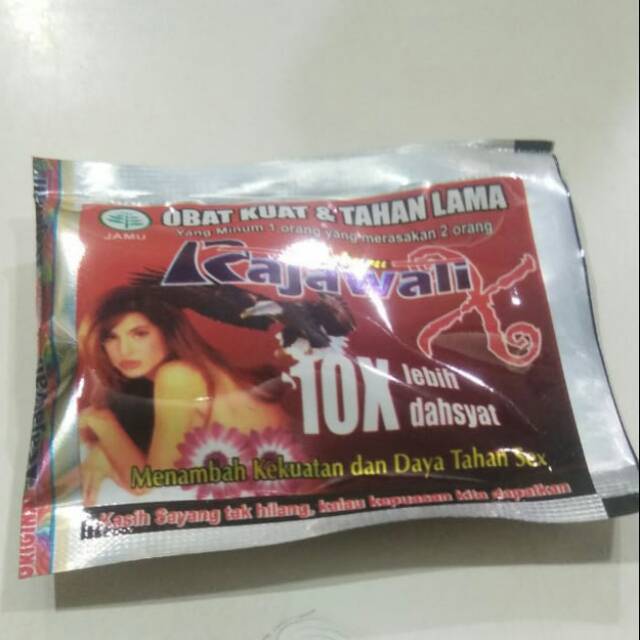 OBAT KUAT & TAHAN LAMA
JAMU
Yang Minum 1 orang yang merasakan 2 orang
Rajawali X
10X lebih dahsyat
Menambah Kekuatan dan Daya Tahan Sex
Kasih Sayang tak hilang, kalau kepuasan kita dapatkan
Rajawali